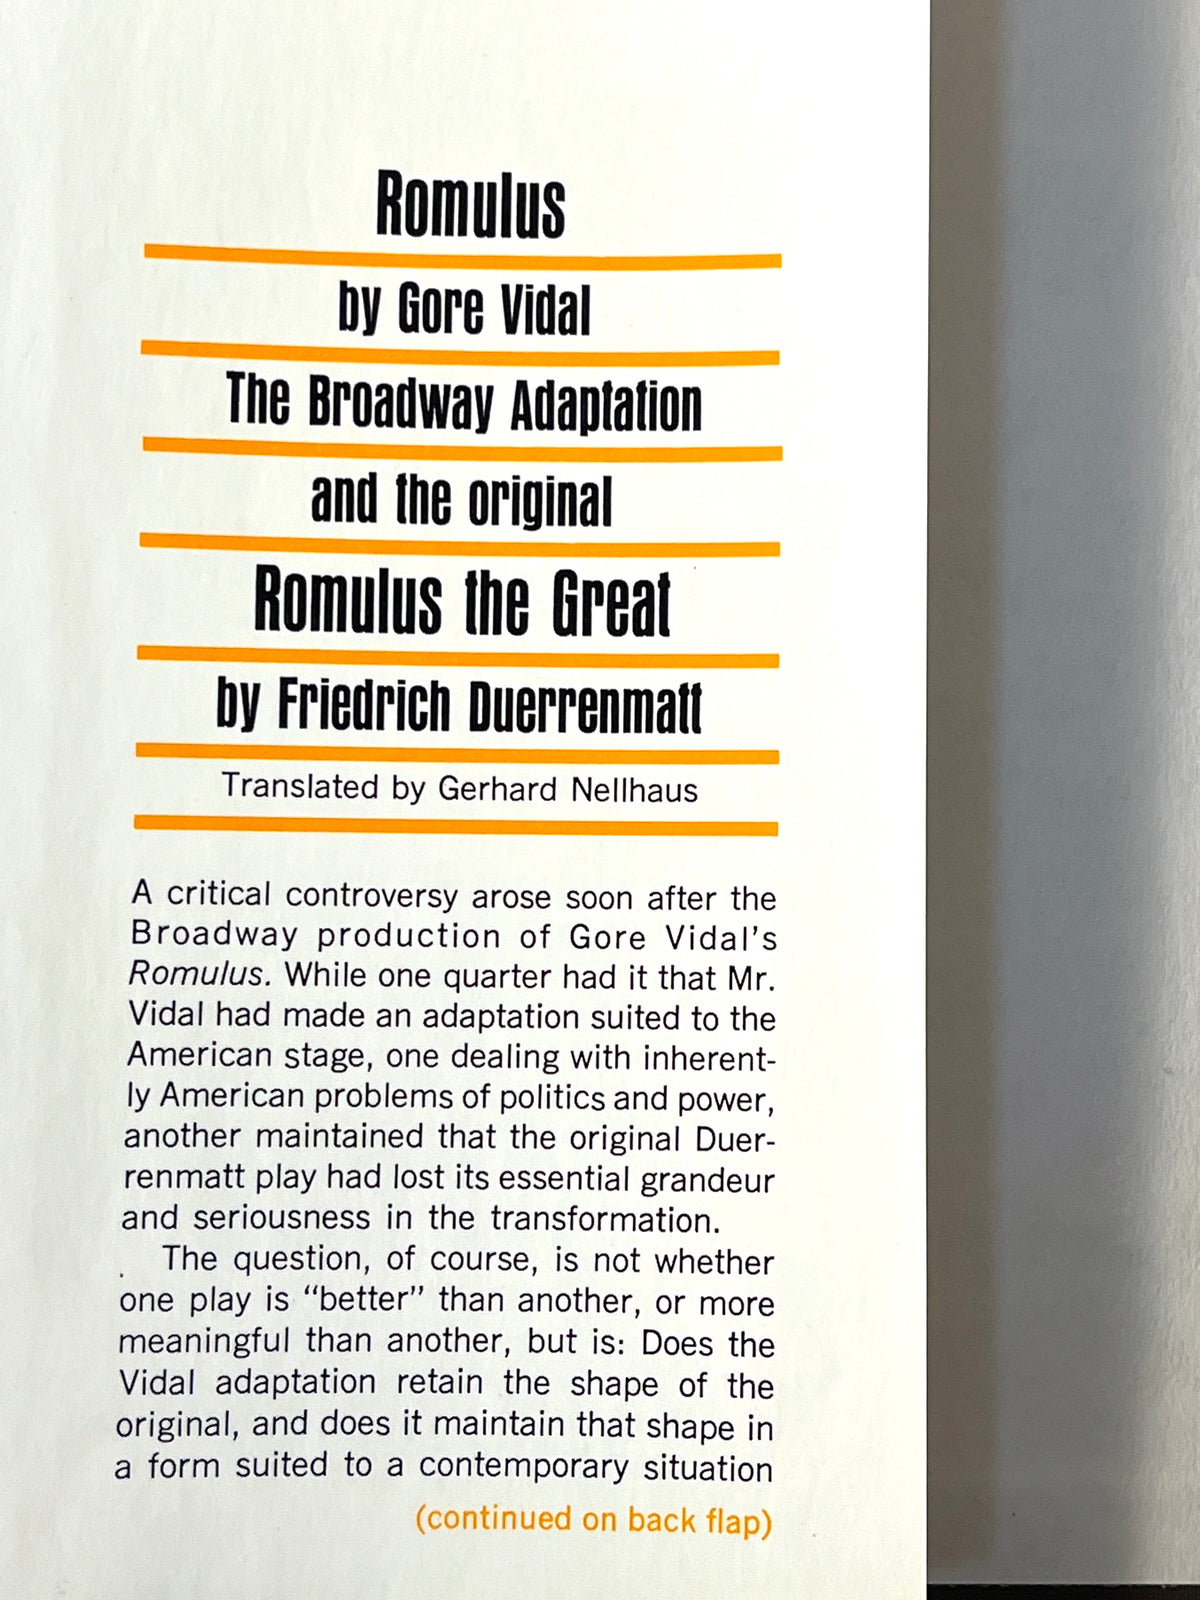 Romulus
by Gore Vidal
The Broadway Adaptation
and the original
Romulus the Great
by Friedrich Duerrenmatt
Translated by Gerhard Nellhaus
A critical controversy arose soon after the
Broadway production of Gore Vidal's
Romulus. While one quarter had it that Mr.
Vidal had made an adaptation suited to the
American stage, one dealing with inherent-
ly American problems of politics and power,
another maintained that the original Duer-
renmatt play had lost its essential grandeur
and seriousness in the transformation.
The question, of course, is not whether
one play is “better” than another, or more
meaningful than another, but is: Does the
Vidal adaptation retain the shape of the
original, and does it maintain that shape in
a form suited to a contemporary situation
(continued on back flap)